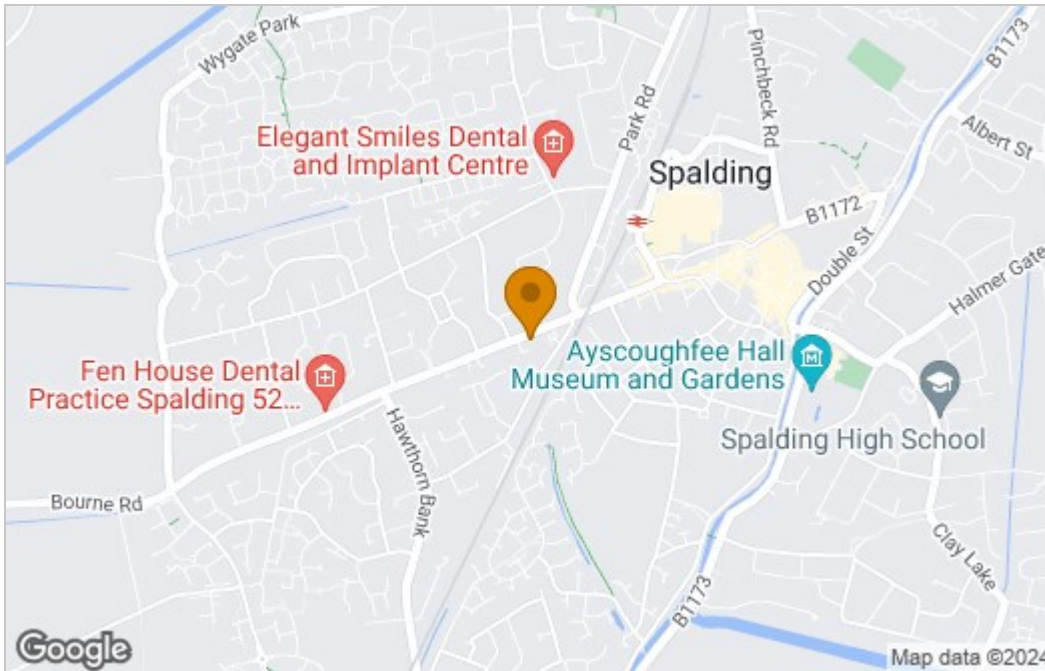 Wygate Park
Elegant Smiles Dental
and Implant Centre
Park Rd
Pinchbeck Rd
B1173
Albert St
Spalding
B1172
Double St
Halmer Gate
Ayscoughfee Hall
Museum and Gardens
Fen House Dental
Practice Spalding 52...
Hawthorn Bank
Spalding High School
Bourne Rd
Clay Lake
B1173
Google
Map data ©2024